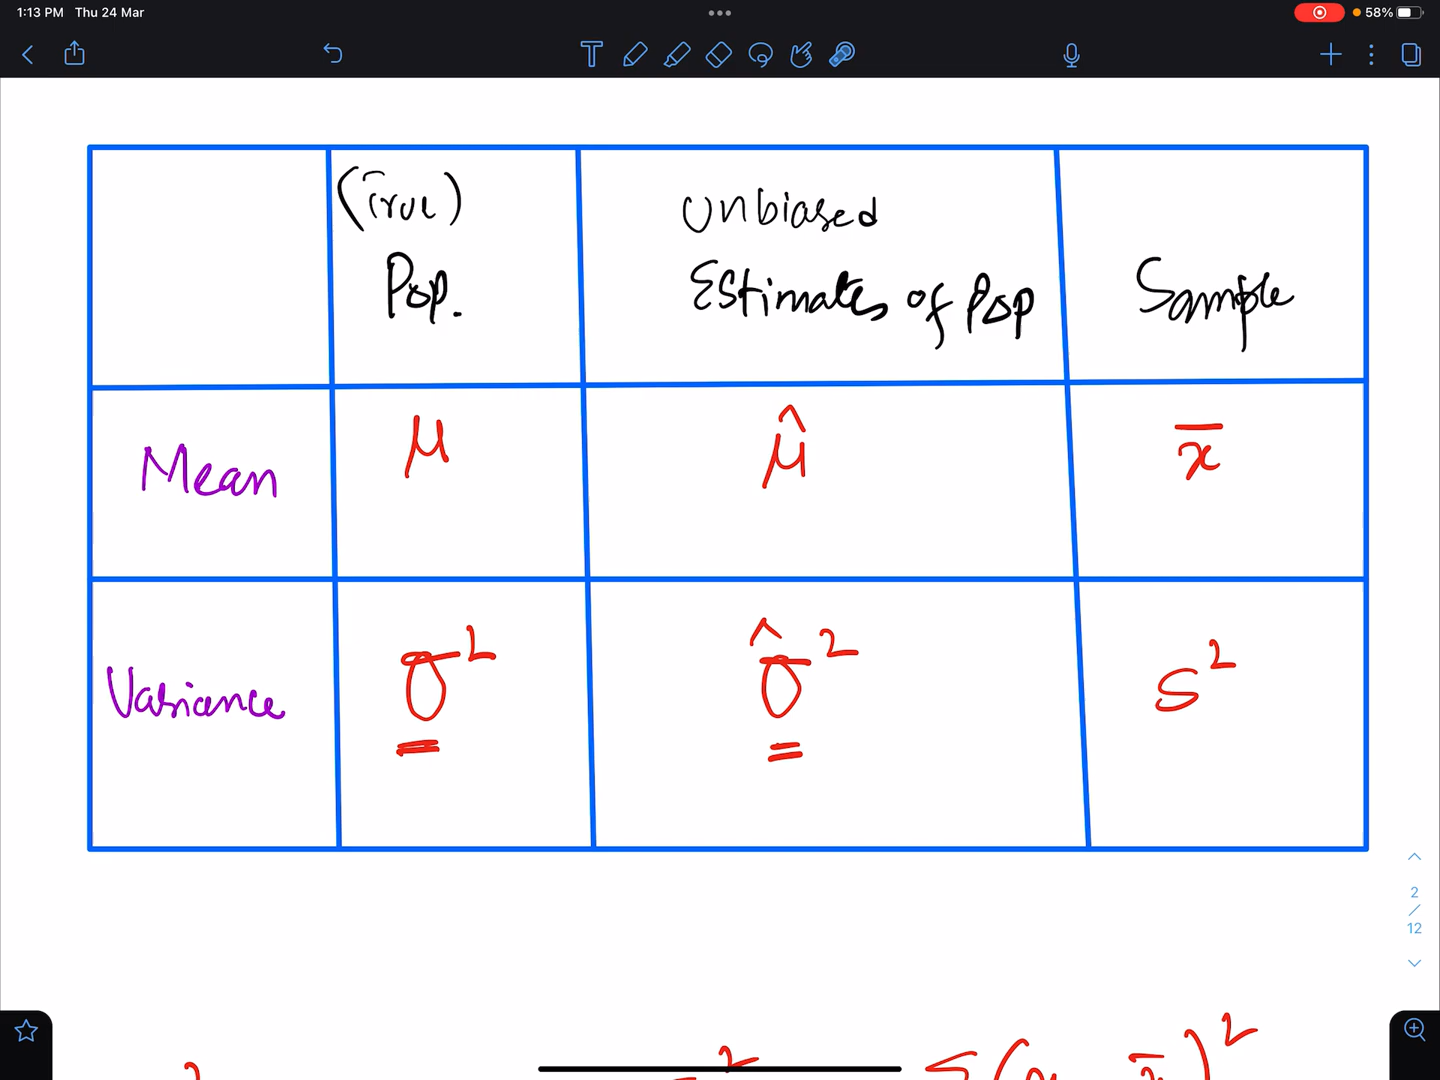 1:13 PM Thu 24 Mar
58%
(True)
Pop.
Unbiased
Estimates of Pop
Sample
Mean
μ
μ̂
x̄
Variance
σ²
σ̂²
s²
2
/
12